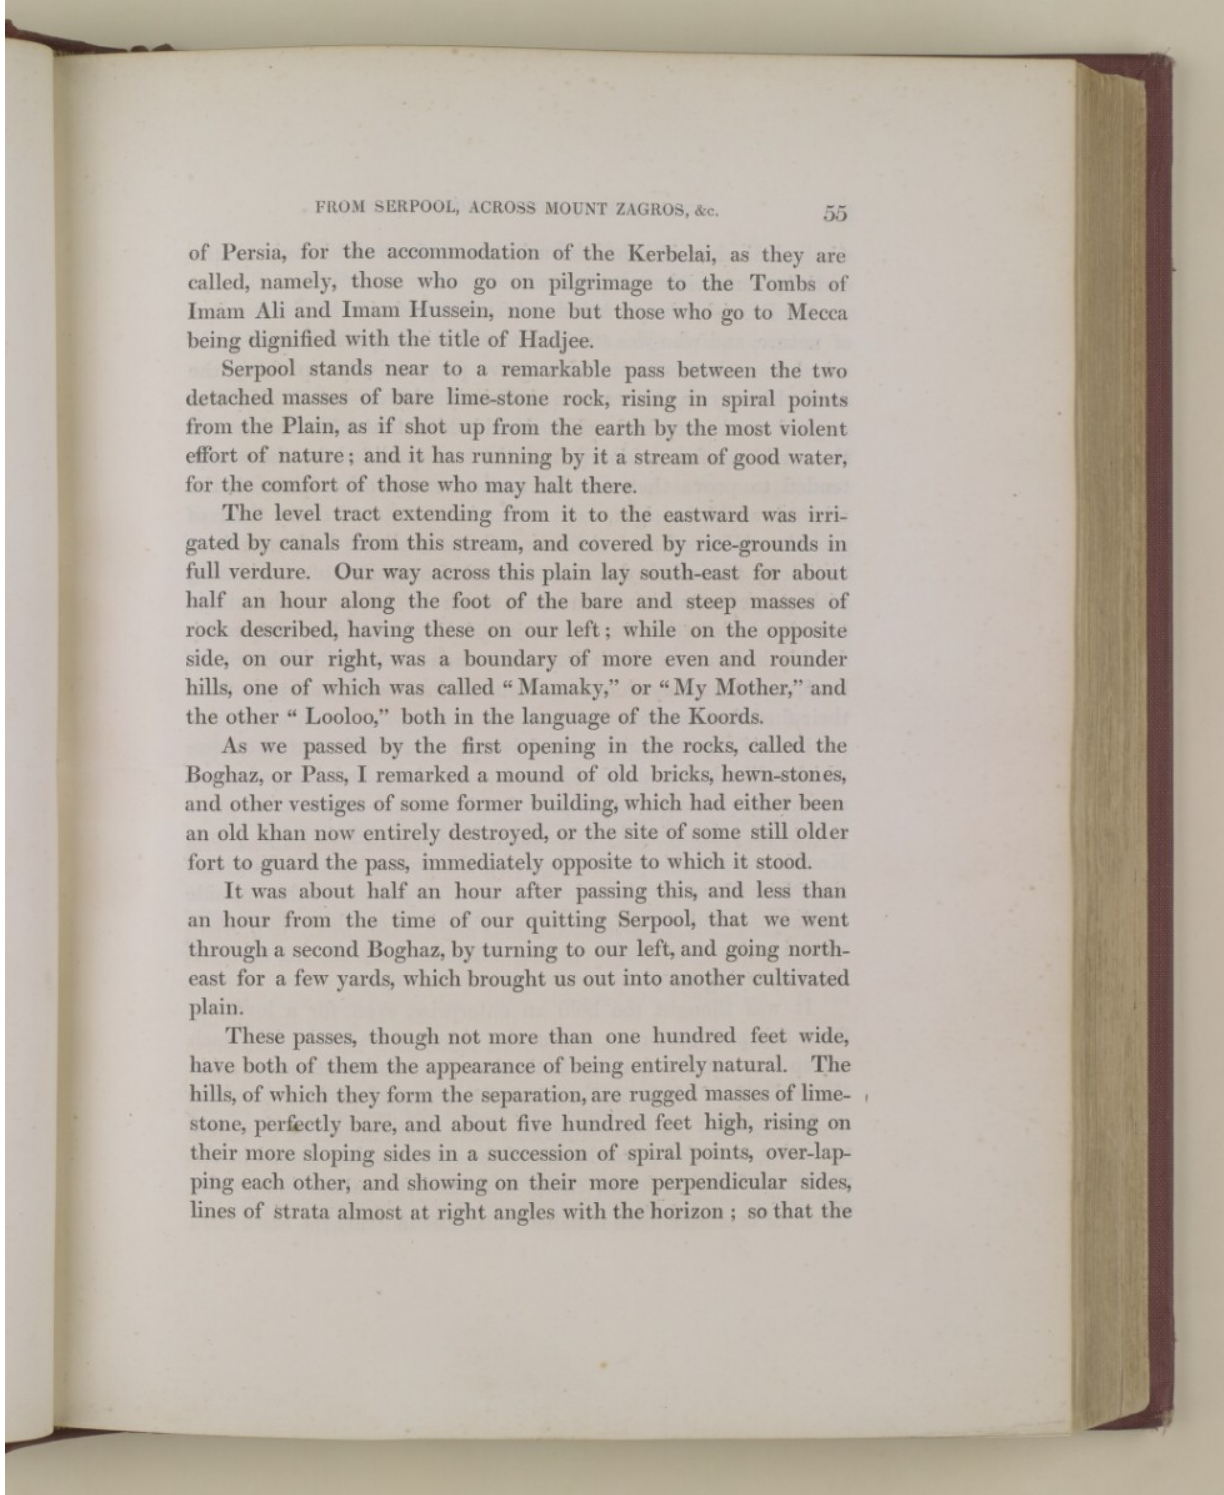 FROM SERPOOL, ACROSS MOUNT ZAGROS, &c. 55
of Persia, for the accommodation of the Kerbelai, as they are
called, namely, those who go on pilgrimage to the Tombs of
Imam Ali and Imam Hussein, none but those who go to Mecca
being dignified with the title of Hadjee.
Serpool stands near to a remarkable pass between the two
detached masses of bare lime-stone rock, rising in spiral points
from the Plain, as if shot up from the earth by the most violent
effort of nature; and it has running by it a stream of good water,
for the comfort of those who may halt there.
The level tract extending from it to the eastward was irri-
gated by canals from this stream, and covered by rice-grounds in
full verdure. Our way across this plain lay south-east for about
half an hour along the foot of the bare and steep masses of
rock described, having these on our left; while on the opposite
side, on our right, was a boundary of more even and rounder
hills, one of which was called “Mamaky,” or “My Mother,” and
the other “Looloo,” both in the language of the Koords.
As we passed by the first opening in the rocks, called the
Boghaz, or Pass, I remarked a mound of old bricks, hewn-stones,
and other vestiges of some former building, which had either been
an old khan now entirely destroyed, or the site of some still older
fort to guard the pass, immediately opposite to which it stood.
It was about half an hour after passing this, and less than
an hour from the time of our quitting Serpool, that we went
through a second Boghaz, by turning to our left, and going north-
east for a few yards, which brought us out into another cultivated
plain.
These passes, though not more than one hundred feet wide,
have both of them the appearance of being entirely natural. The
hills, of which they form the separation, are rugged masses of lime-
stone, perfectly bare, and about five hundred feet high, rising on
their more sloping sides in a succession of spiral points, over-lap-
ping each other, and showing on their more perpendicular sides,
lines of strata almost at right angles with the horizon; so that the